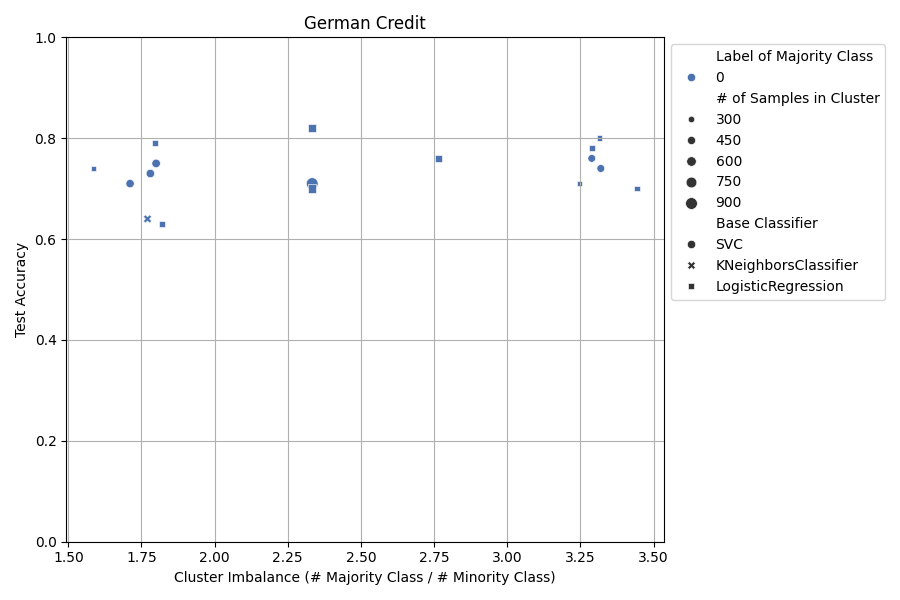 German Credit
Test Accuracy
1.0
0.8
0.6
0.4
0.2
0.0
1.50 1.75 2.00 2.25 2.50 2.75 3.00 3.25 3.50
Cluster Imbalance (# Majority Class / # Minority Class)
Label of Majority Class
0
# of Samples in Cluster
300
450
600
750
900
Base Classifier
SVC
KNeighborsClassifier
LogisticRegression